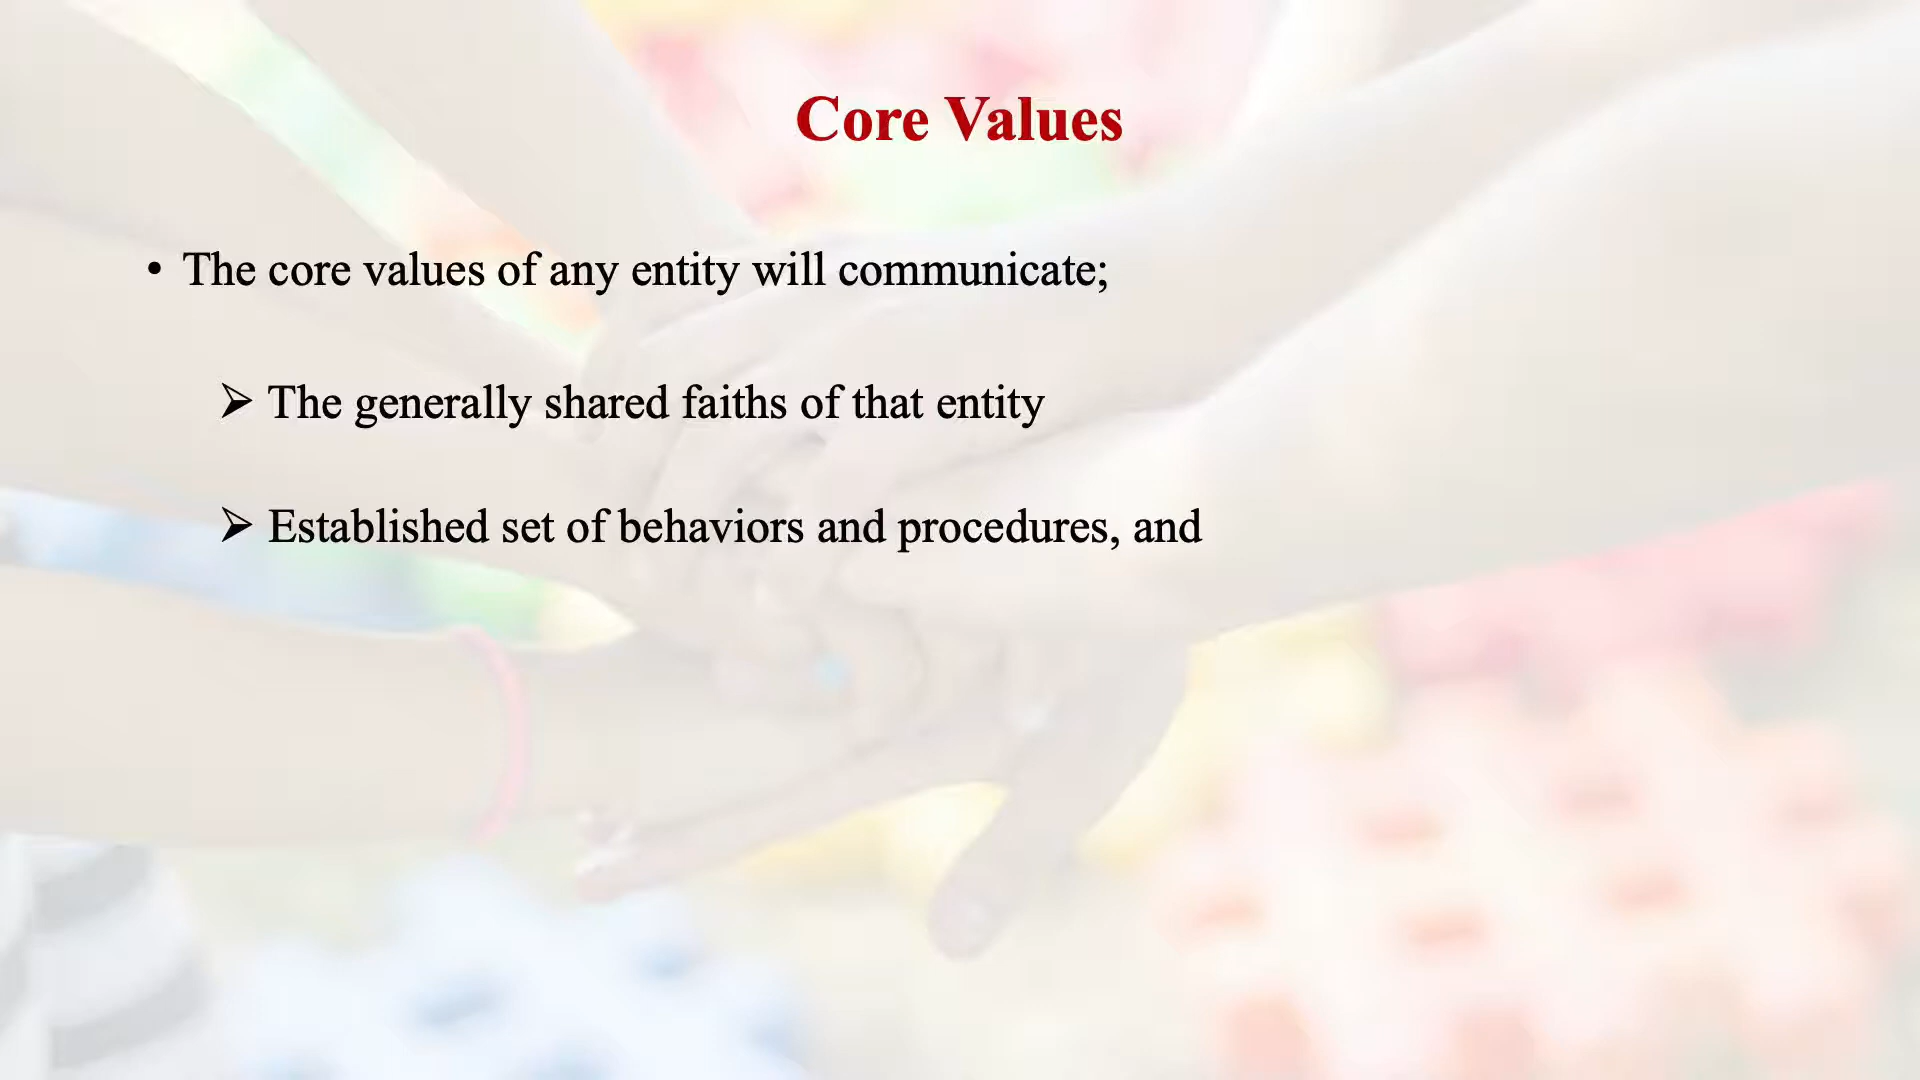 Core Values
• The core values of any entity will communicate;
➢ The generally shared faiths of that entity
➢ Established set of behaviors and procedures, and